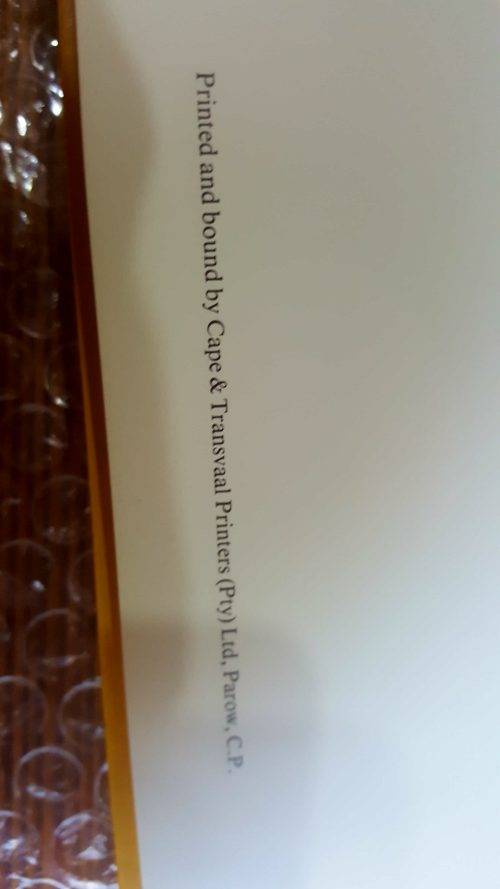 Printed and bound by Cape & Transvaal Printers (Pty) Ltd, Parow, C.P.